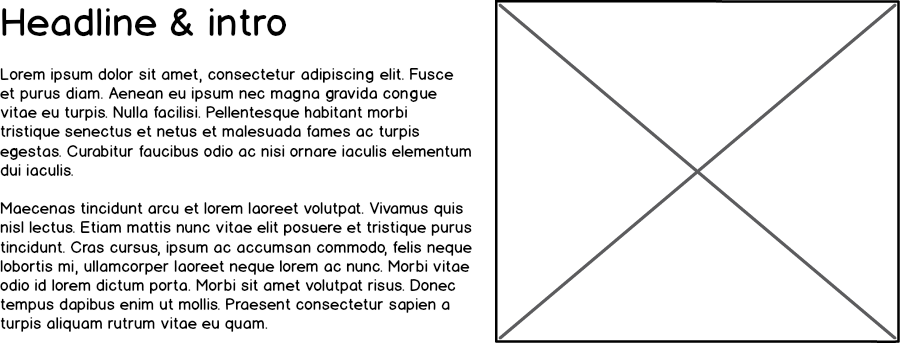 Headline & intro
Lorem ipsum dolor sit amet, consectetur adipiscing elit. Fusce
et purus diam. Aenean eu ipsum nec magna gravida congue
vitae eu turpis. Nulla facilisi. Pellentesque habitant morbi
tristique senectus et netus et malesuada fames ac turpis
egestas. Curabitur faucibus odio ac nisi ornare iaculis elementum
dui iaculis.
Maecenas tincidunt arcu et lorem laoreet volutpat. Vivamus quis
nisl lectus. Etiam mattis nunc vitae elit posuere et tristique purus
tincidunt. Cras cursus, ipsum ac accumsan commodo, felis neque
lobortis mi, ullamcorper laoreet neque lorem ac nunc. Morbi vitae
odio id lorem dictum porta. Morbi sit amet volutpat risus. Donec
tempus dapibus enim ut mollis. Praesent consectetur sapien a
turpis aliquam rutrum vitae eu quam.